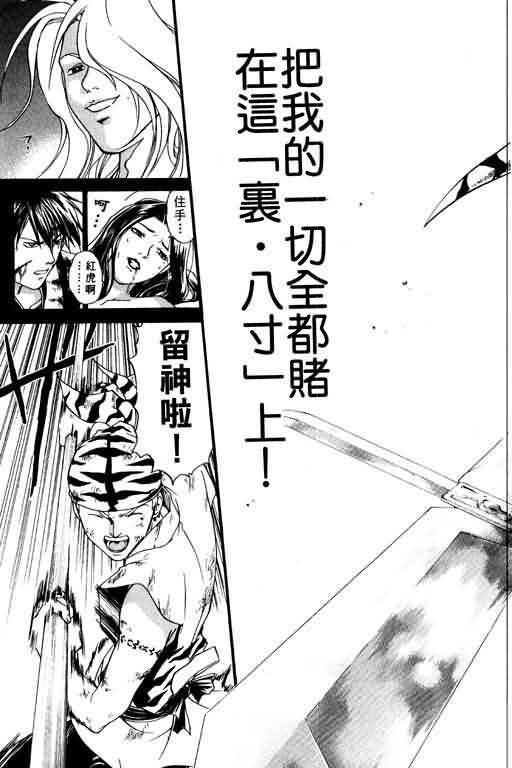 把我的一切全都賭
在這「裏・八寸」上！
？
住手…
呵…
紅虎啊
……
留神啦！